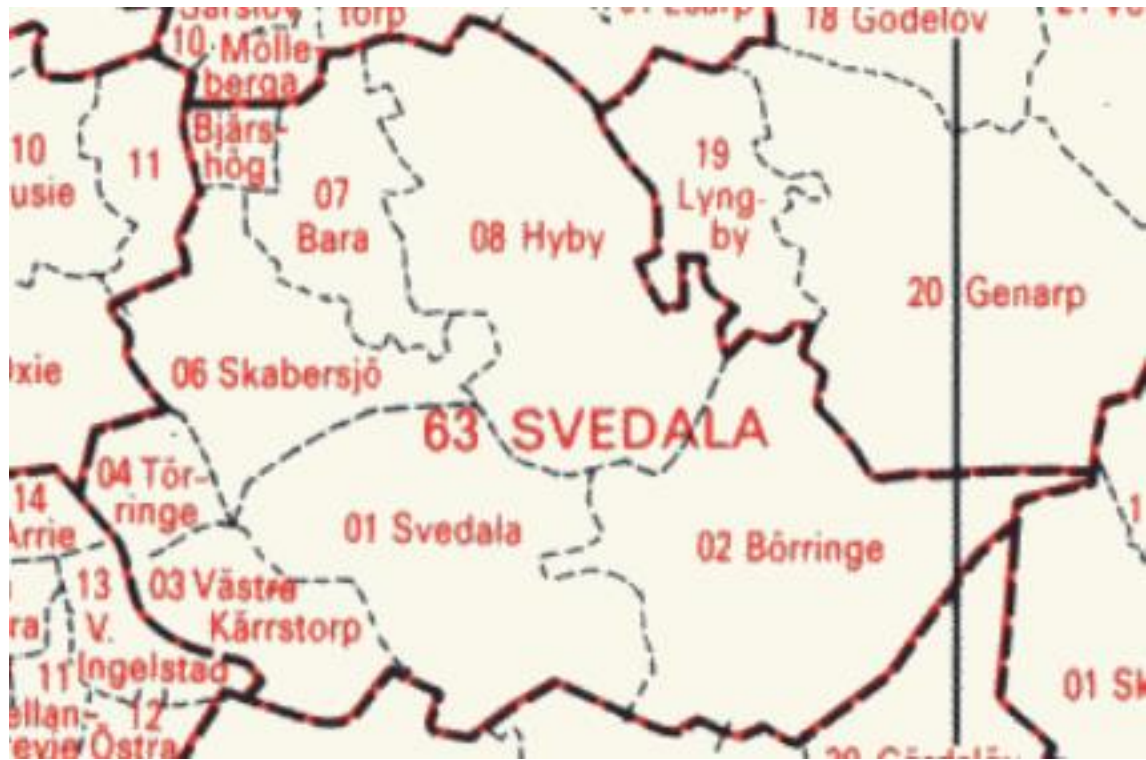 torp
18 Godelöv
10 Mölle-
berga
Bjärs-
hög
10
11
19
Lyng-
by
07
Bara
08 Hyby
20 Genarp
06 Skabersjö
63 SVEDALA
04 Tör-
ringe
14
Arrie
01 Svedala
02 Börringe
13
V.
Ingelstad
03 Västra
Kärrstorp
11
12
Östra
01 Sk